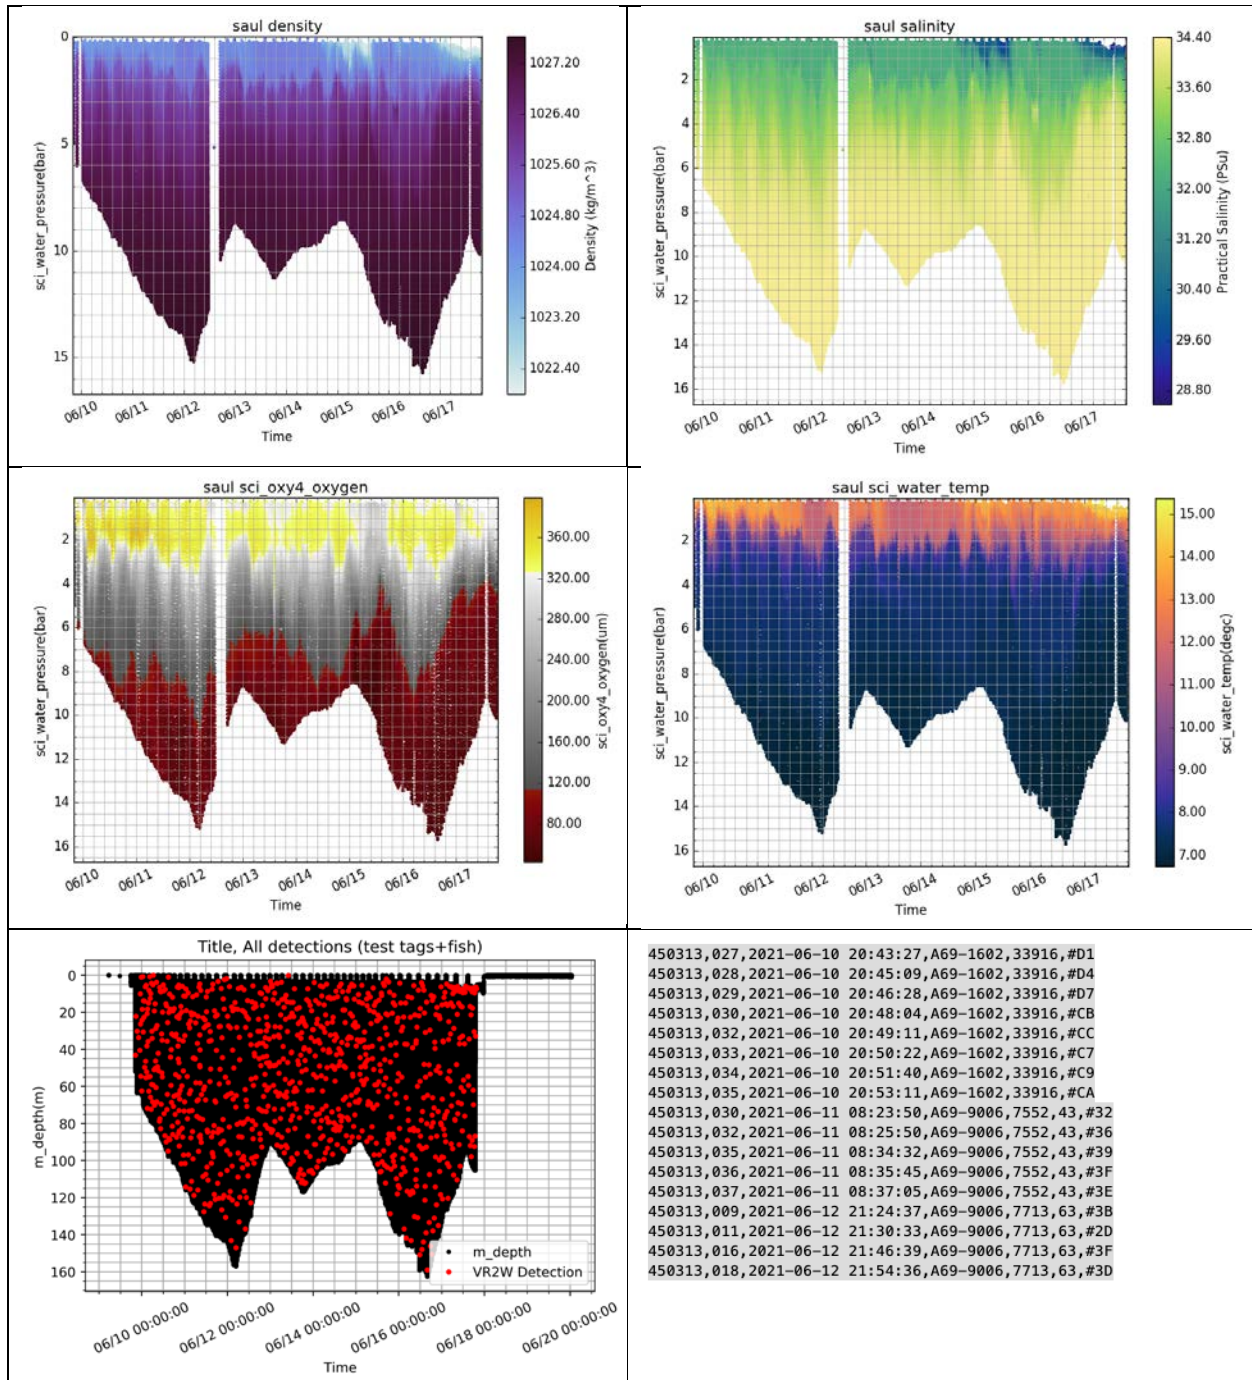 saul density
0
5
10
15
sci_water_pressure(bar)
06/10
06/11
06/12
06/13
06/14
06/15
06/16
06/17
Time
1027.20
1026.40
1025.60
1024.80
1024.00
1023.20
1022.40
Density (kg/m^3)
saul salinity
2
4
6
8
10
12
14
16
sci_water_pressure(bar)
06/10
06/11
06/12
06/13
06/14
06/15
06/16
06/17
Time
34.40
33.60
32.80
32.00
31.20
30.40
29.60
28.80
Practical Salinity (PSu)
saul sci_oxy4_oxygen
2
4
6
8
10
12
14
16
sci_water_pressure(bar)
06/10
06/11
06/12
06/13
06/14
06/15
06/16
06/17
Time
360.00
320.00
280.00
240.00
200.00
160.00
120.00
80.00
sci_oxy4_oxygen(um)
saul sci_water_temp
2
4
6
8
10
12
14
16
sci_water_pressure(bar)
06/10
06/11
06/12
06/13
06/14
06/15
06/16
06/17
Time
15.00
14.00
13.00
12.00
11.00
10.00
9.00
8.00
7.00
sci_water_temp(degc)
Title, All detections (test tags+fish)
0
20
40
60
80
100
120
140
160
m_depth(m)
m_depth
VR2W Detection
06/10 00:00:00
06/12 00:00:00
06/14 00:00:00
06/16 00:00:00
06/18 00:00:00
06/20 00:00:00
Time
450313,027,2021-06-10 20:43:27,A69-1602,33916,#D1
450313,028,2021-06-10 20:45:09,A69-1602,33916,#D4
450313,029,2021-06-10 20:46:28,A69-1602,33916,#D7
450313,030,2021-06-10 20:48:04,A69-1602,33916,#CB
450313,032,2021-06-10 20:49:11,A69-1602,33916,#CC
450313,033,2021-06-10 20:50:22,A69-1602,33916,#C7
450313,034,2021-06-10 20:51:40,A69-1602,33916,#C9
450313,035,2021-06-10 20:53:11,A69-1602,33916,#CA
450313,030,2021-06-11 08:23:50,A69-9006,7552,43,#32
450313,032,2021-06-11 08:25:50,A69-9006,7552,43,#36
450313,035,2021-06-11 08:34:32,A69-9006,7552,43,#39
450313,036,2021-06-11 08:35:45,A69-9006,7552,43,#3F
450313,037,2021-06-11 08:37:05,A69-9006,7552,43,#3E
450313,009,2021-06-12 21:24:37,A69-9006,7713,63,#3B
450313,011,2021-06-12 21:30:33,A69-9006,7713,63,#2D
450313,016,2021-06-12 21:46:39,A69-9006,7713,63,#3F
450313,018,2021-06-12 21:54:36,A69-9006,7713,63,#3D